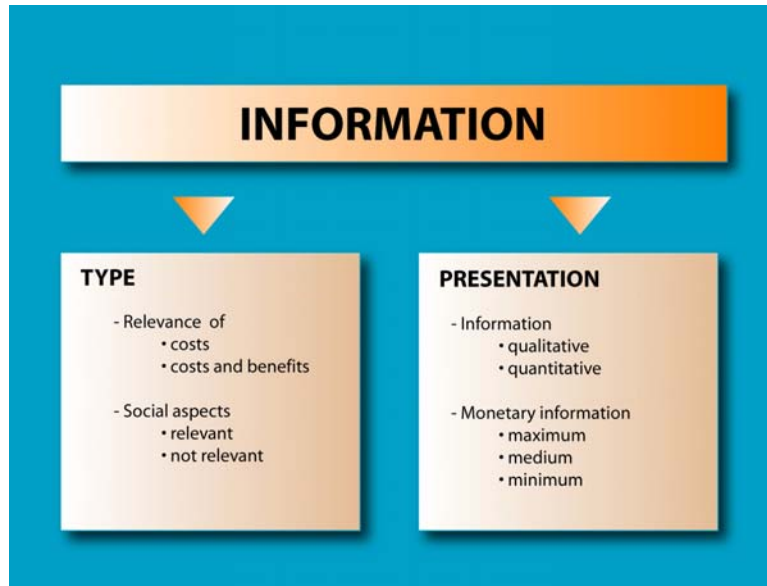 INFORMATION
TYPE
- Relevance of
• costs
• costs and benefits
- Social aspects
• relevant
• not relevant
PRESENTATION
- Information
• qualitative
• quantitative
- Monetary information
• maximum
• medium
• minimum